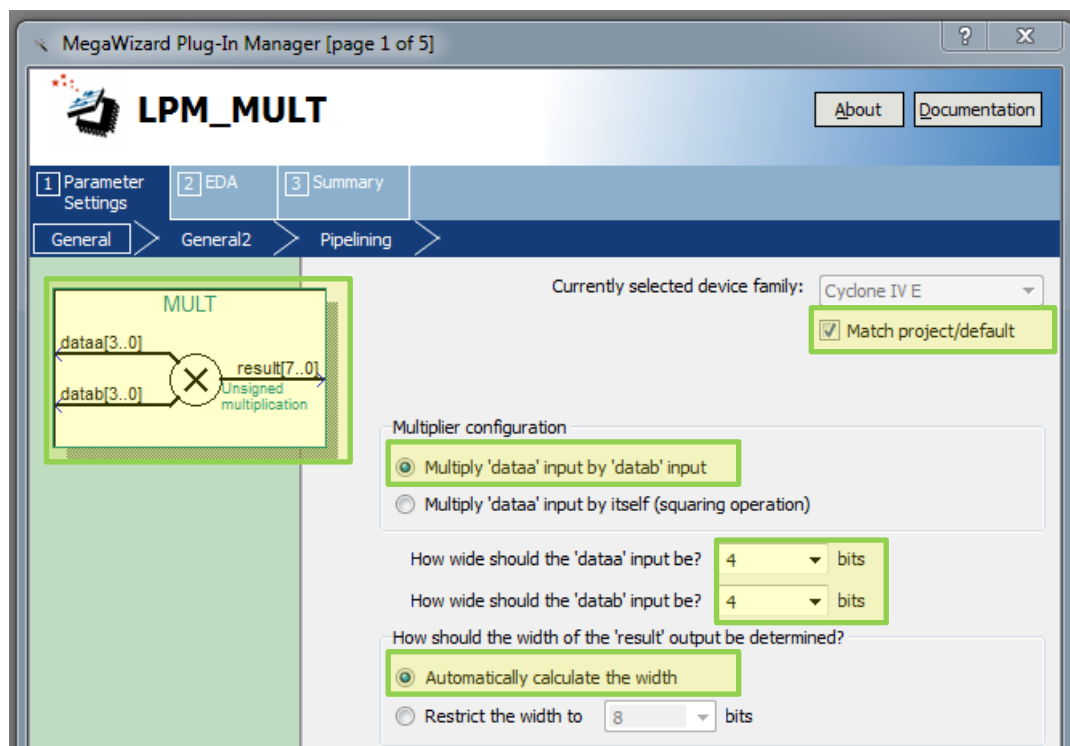 MegaWizard Plug-In Manager [page 1 of 5]
?
X
LPM_MULT
About
Documentation
1 Parameter Settings
2 EDA
3 Summary
General
General2
Pipelining
MULT
dataa[3..0]
datab[3..0]
result[7..0]
Unsigned
multiplication
Currently selected device family:
Cyclone IV E
Match project/default
Multiplier configuration
Multiply 'dataa' input by 'datab' input
Multiply 'dataa' input by itself (squaring operation)
How wide should the 'dataa' input be? 4 bits
How wide should the 'datab' input be? 4 bits
How should the width of the 'result' output be determined?
Automatically calculate the width
Restrict the width to 8 bits